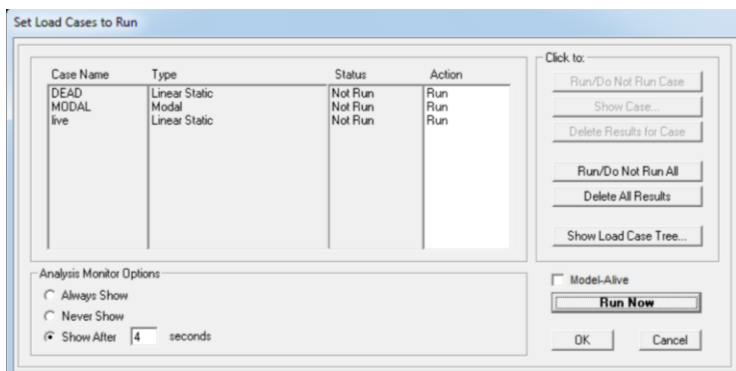 Set Load Cases to Run
Case Name Type Status Action
DEAD Linear Static Not Run Run
MODAL Modal Not Run Run
live Linear Static Not Run Run
Click to:
Run/Do Not Run Case
Show Case...
Delete Results for Case
Run/Do Not Run All
Delete All Results
Show Load Case Tree...
Analysis Monitor Options
Always Show
Never Show
Show After 4 seconds
Model-Alive
Run Now
OK Cancel